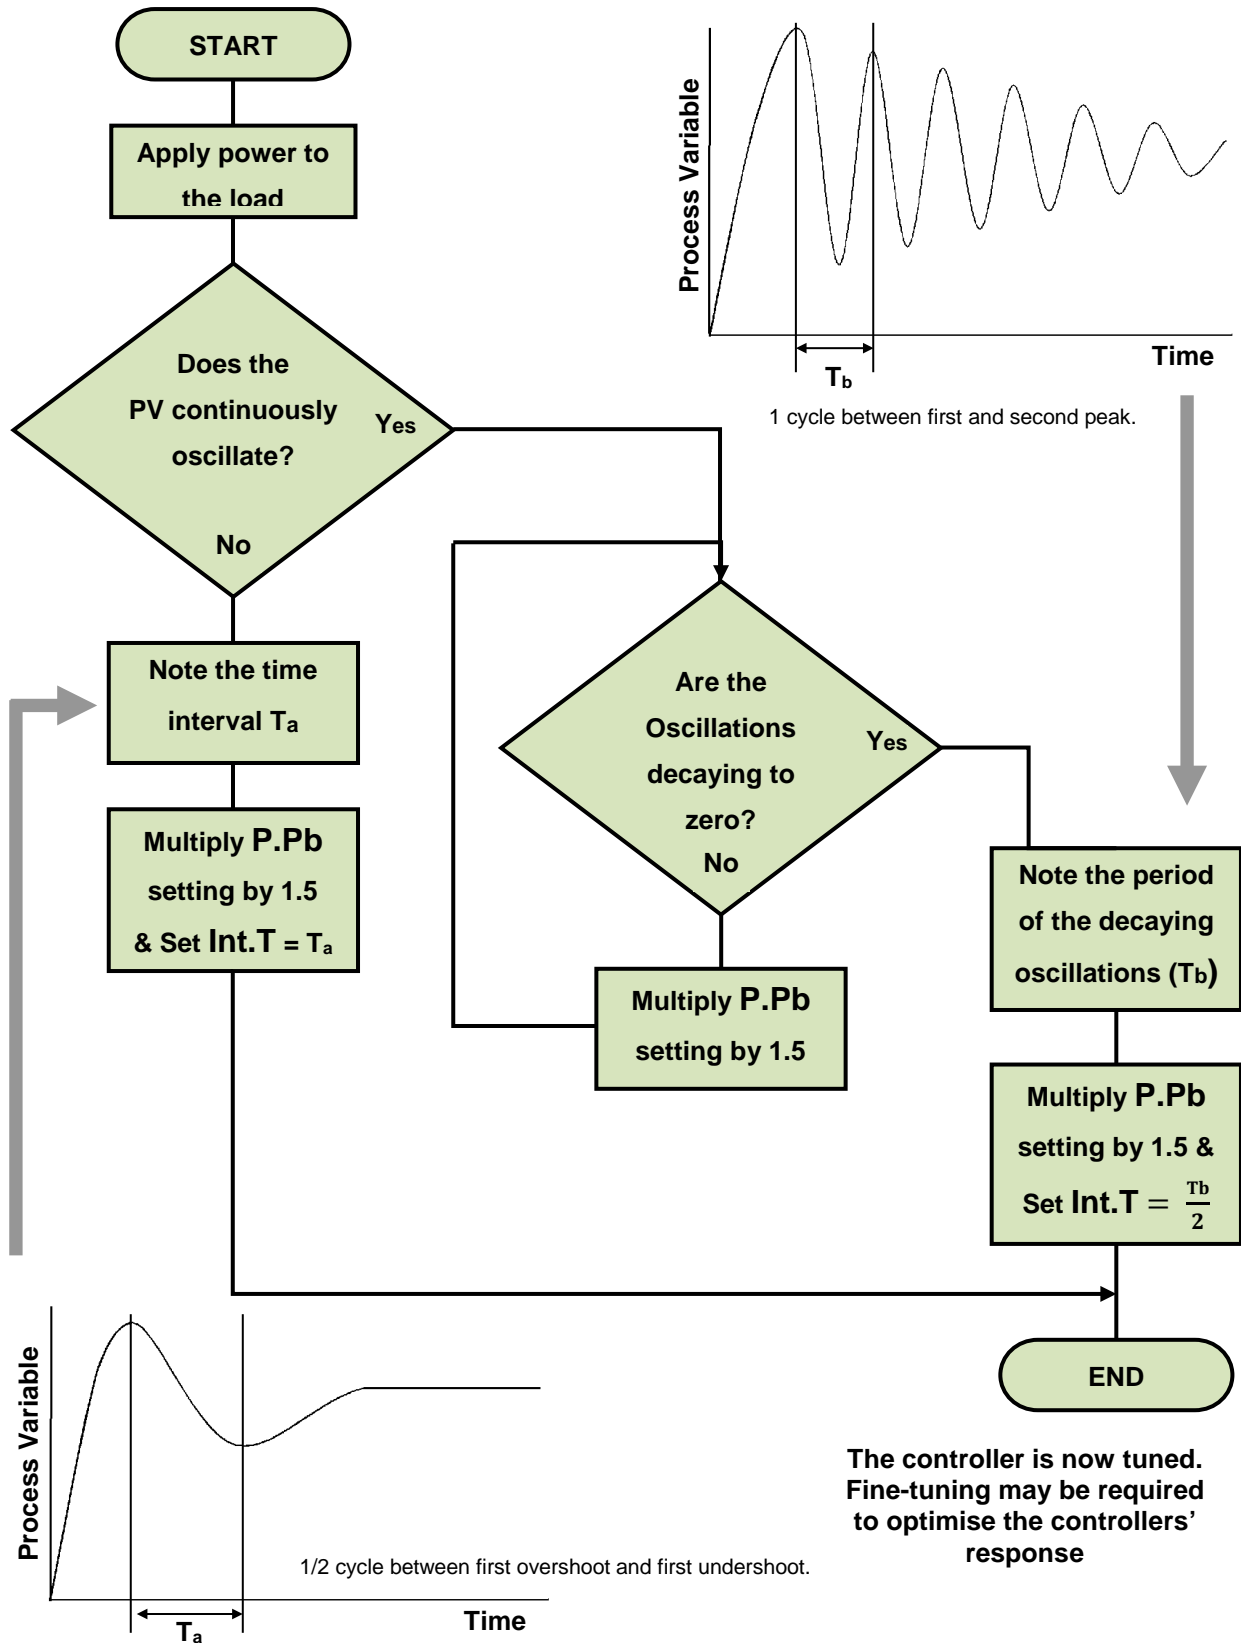 START
Apply power to
the load
Does the
PV continuously
oscillate?
Yes
No
Note the time
interval Ta
Multiply P.Pb
setting by 1.5
& Set Int.T = Ta
Process Variable
Time
Tb
1 cycle between first and second peak.
Are the
Oscillations
decaying to
zero?
Yes
No
Multiply P.Pb
setting by 1.5
Note the period
of the decaying
oscillations (Tb)
Multiply P.Pb
setting by 1.5 &
Set Int.T = Tb/2
END
The controller is now tuned.
Fine-tuning may be required
to optimise the controllers’
response
Process Variable
1/2 cycle between first overshoot and first undershoot.
Time
Ta